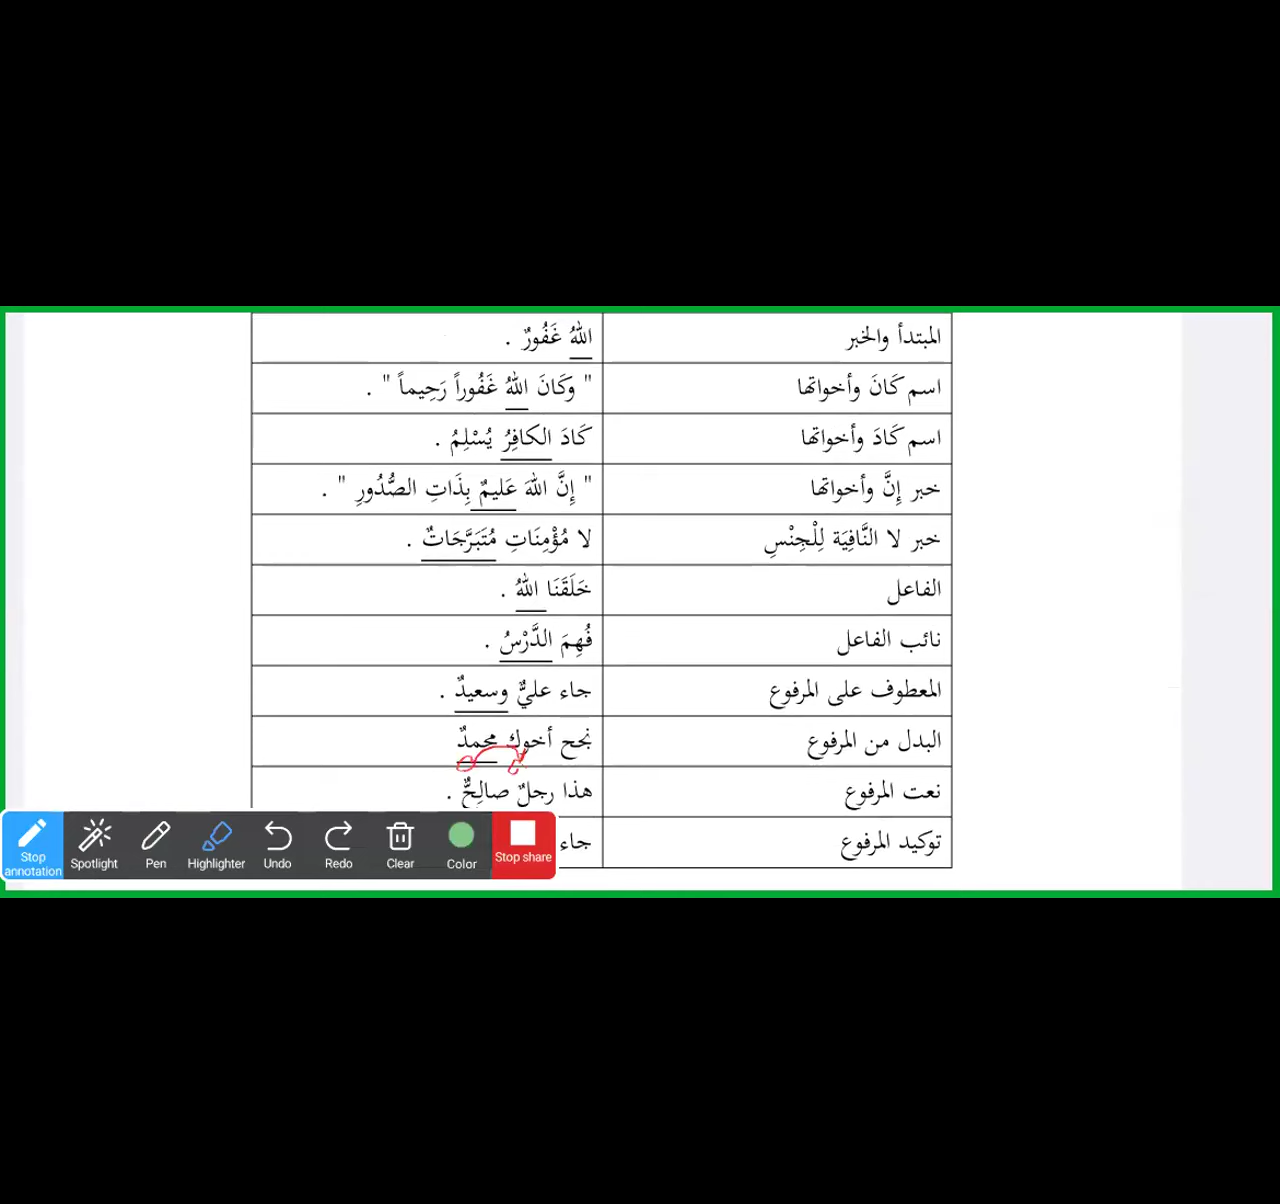 المبتدأ والخبر اللهُ غَفُورٌ .
اسم كَانَ وأخواتها " وَكَانَ اللهُ غَفُوراً رَحِيماً " .
اسم كَادَ وأخواتها كَادَ الكافِرُ يُسْلِمُ .
خبر إِنَّ وأخواتها " إِنَّ اللهَ عَليمٌ بِذَاتِ الصُّدُورِ " .
خبر لا النَّافِيَة لِلْجِنْسِ لا مُؤْمِنَاتِ مُتَبَرَّجَاتٌ .
الفاعل خَلَقَنَا اللهُ .
نائب الفاعل فُهِمَ الدَّرْسُ .
المعطوف على المرفوع جاء عليٌّ وسعيدٌ .
البدل من المرفوع نجح أخوك محمدٌ
نعت المرفوع هذا رجلٌ صالِحٌ .
توكيد المرفوع جاء
Stop annotation Spotlight Pen Highlighter Undo Redo Clear Color Stop share